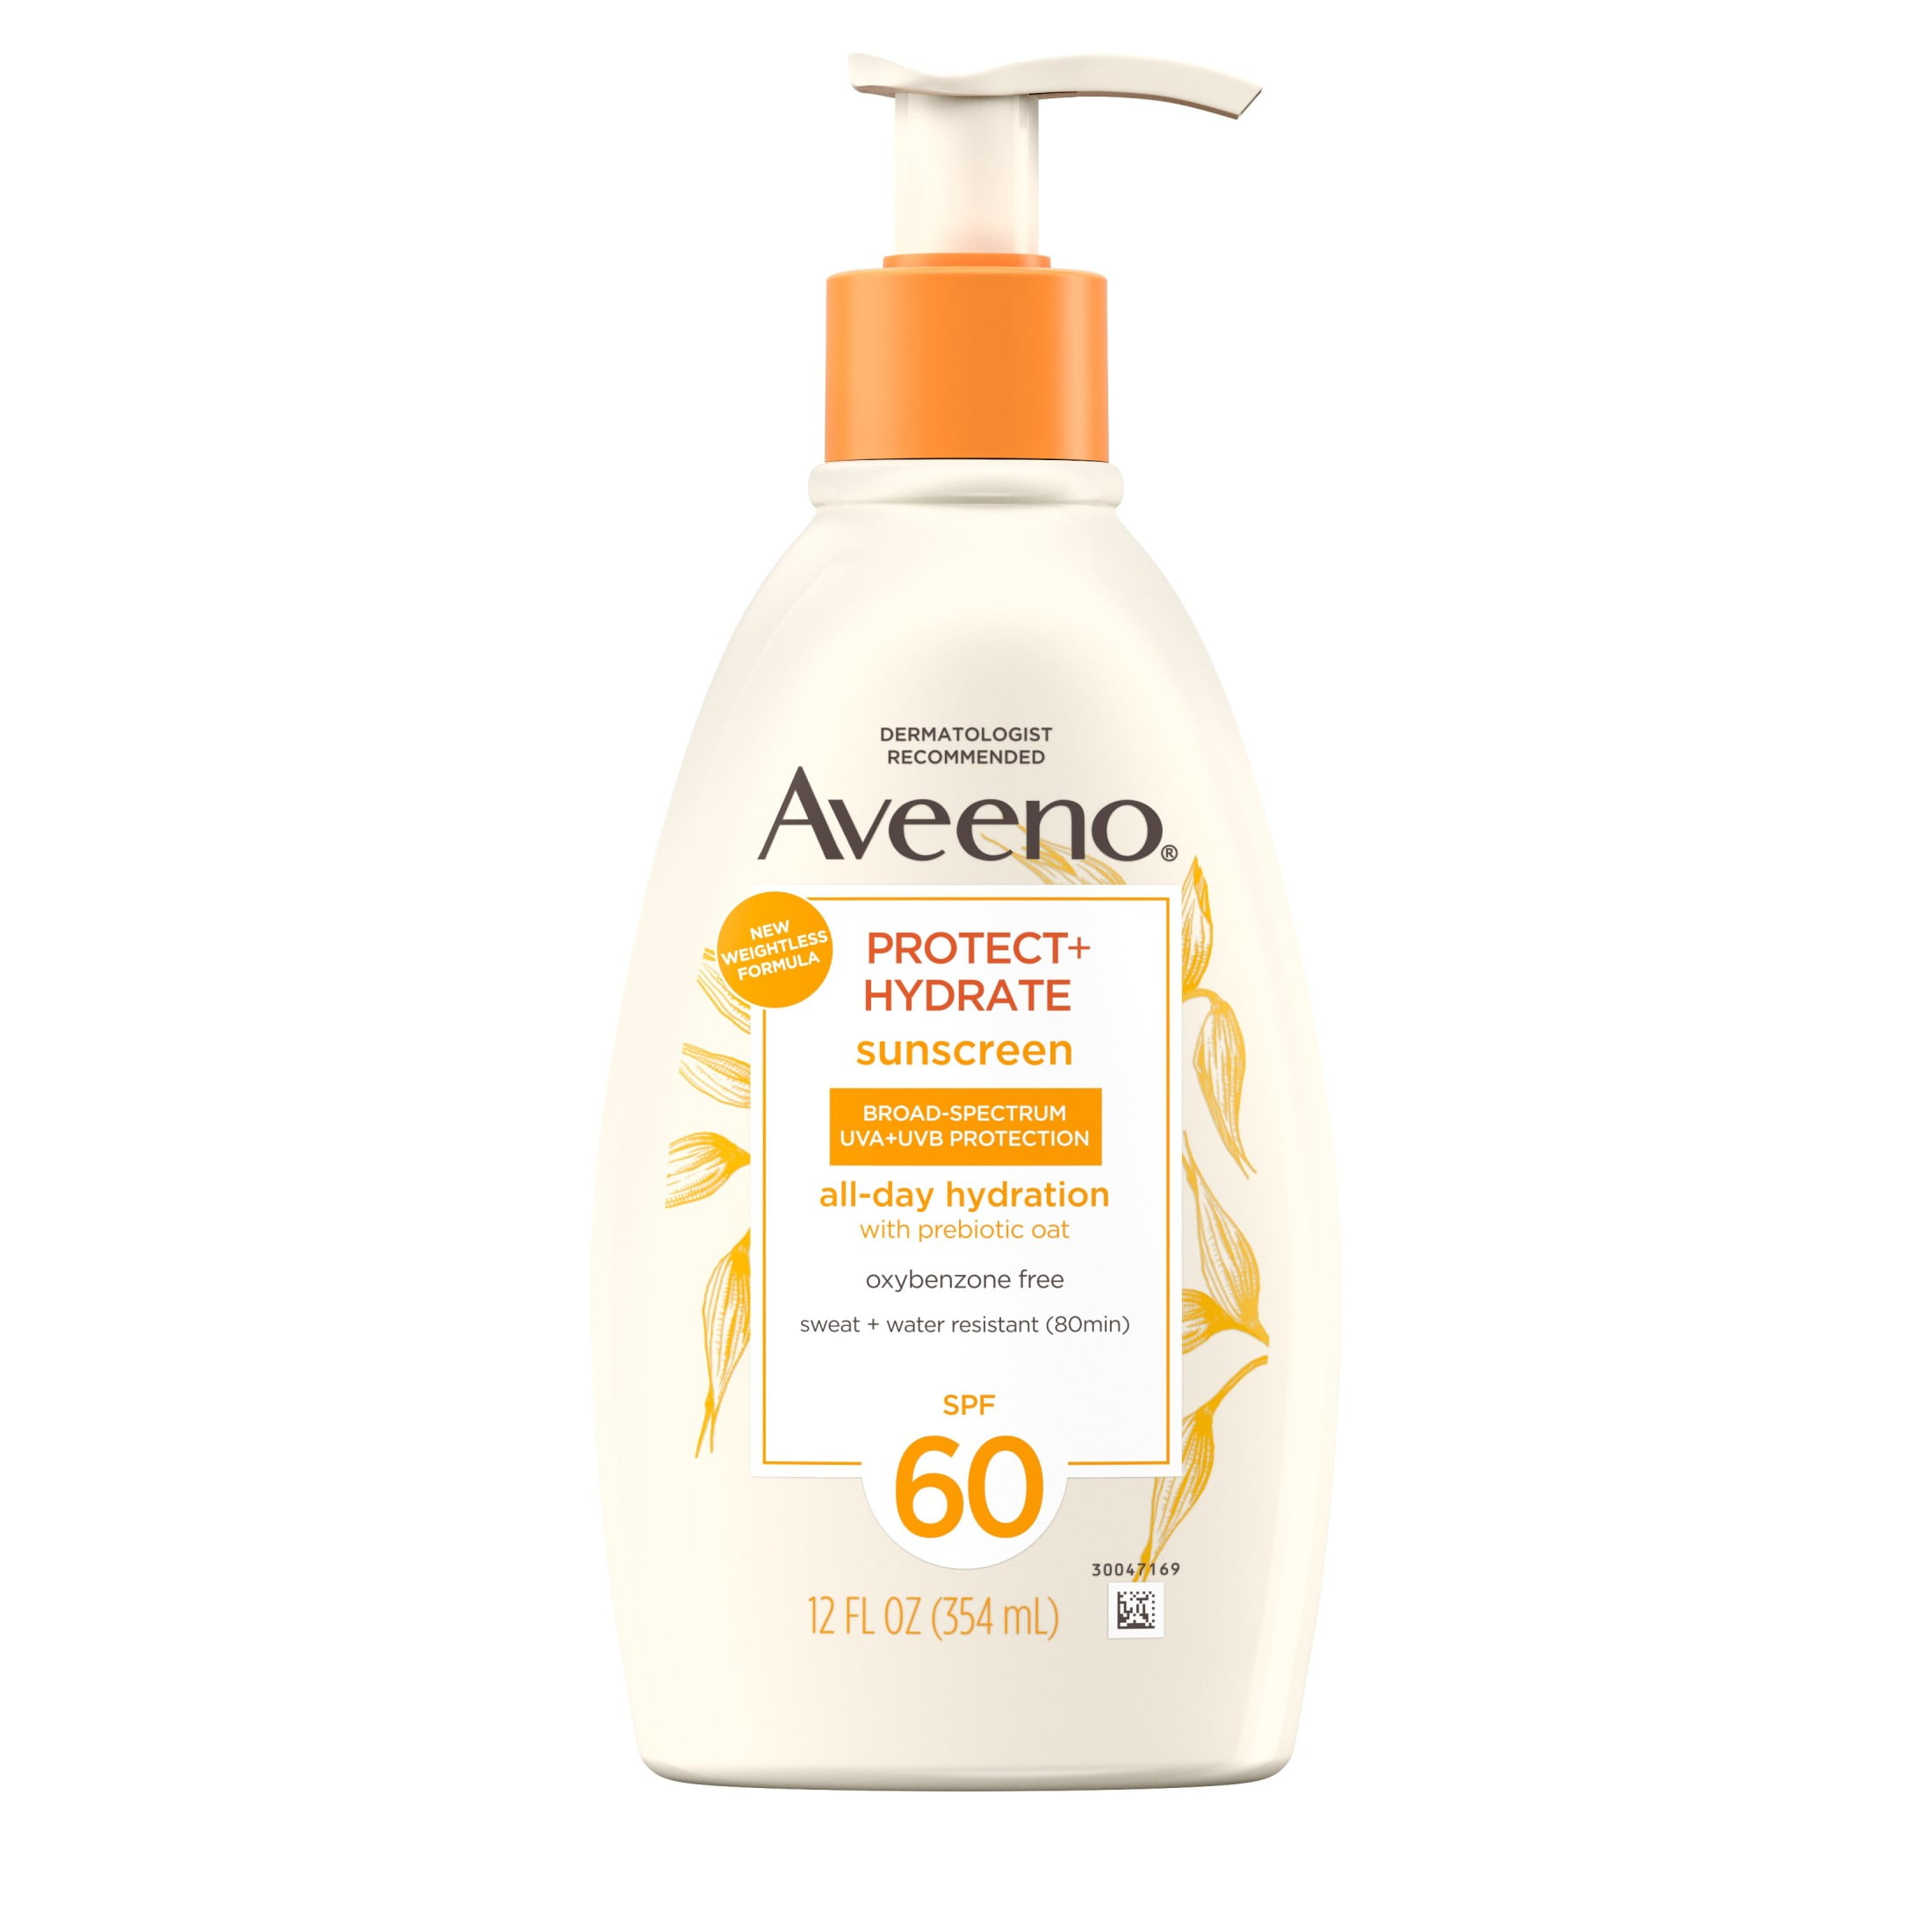 DERMATOLOGIST
RECOMMENDED
Aveeno®
NEW
WEIGHTLESS
FORMULA
PROTECT+
HYDRATE
sunscreen
BROAD-SPECTRUM
UVA+UVB PROTECTION
all-day hydration
with prebiotic oat
oxybenzone free
sweat + water resistant (80min)
SPF
60
30047169
12 FL OZ (354 mL)